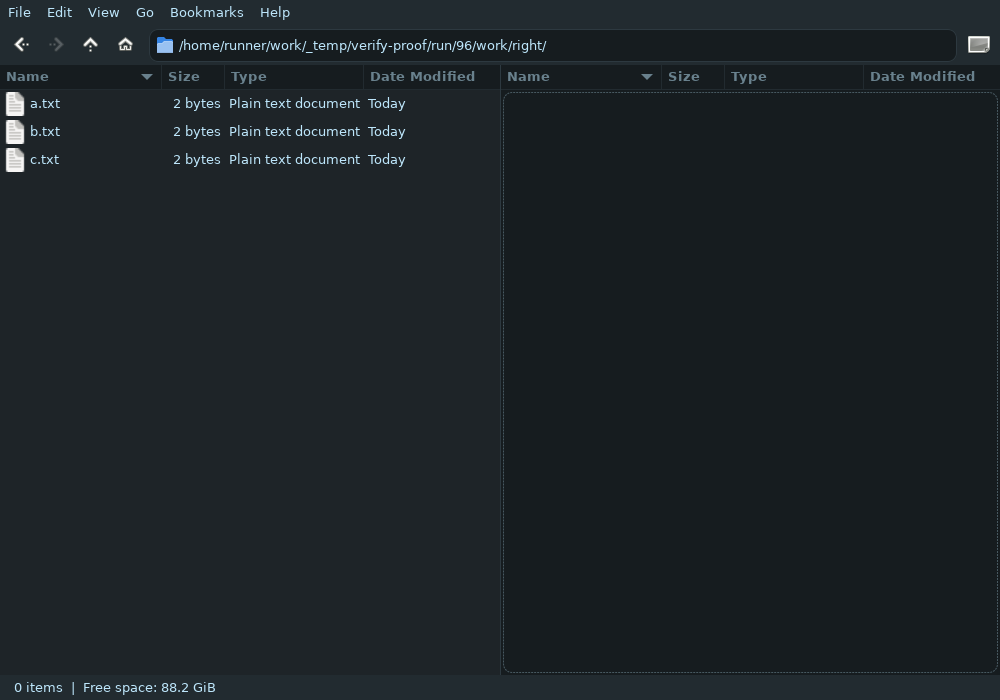 File Edit View Go Bookmarks Help
/home/runner/work/_temp/verify-proof/run/96/work/right/
Name Size Type Date Modified Name Size Type Date Modified
a.txt 2 bytes Plain text document Today
b.txt 2 bytes Plain text document Today
c.txt 2 bytes Plain text document Today
0 items | Free space: 88.2 GiB